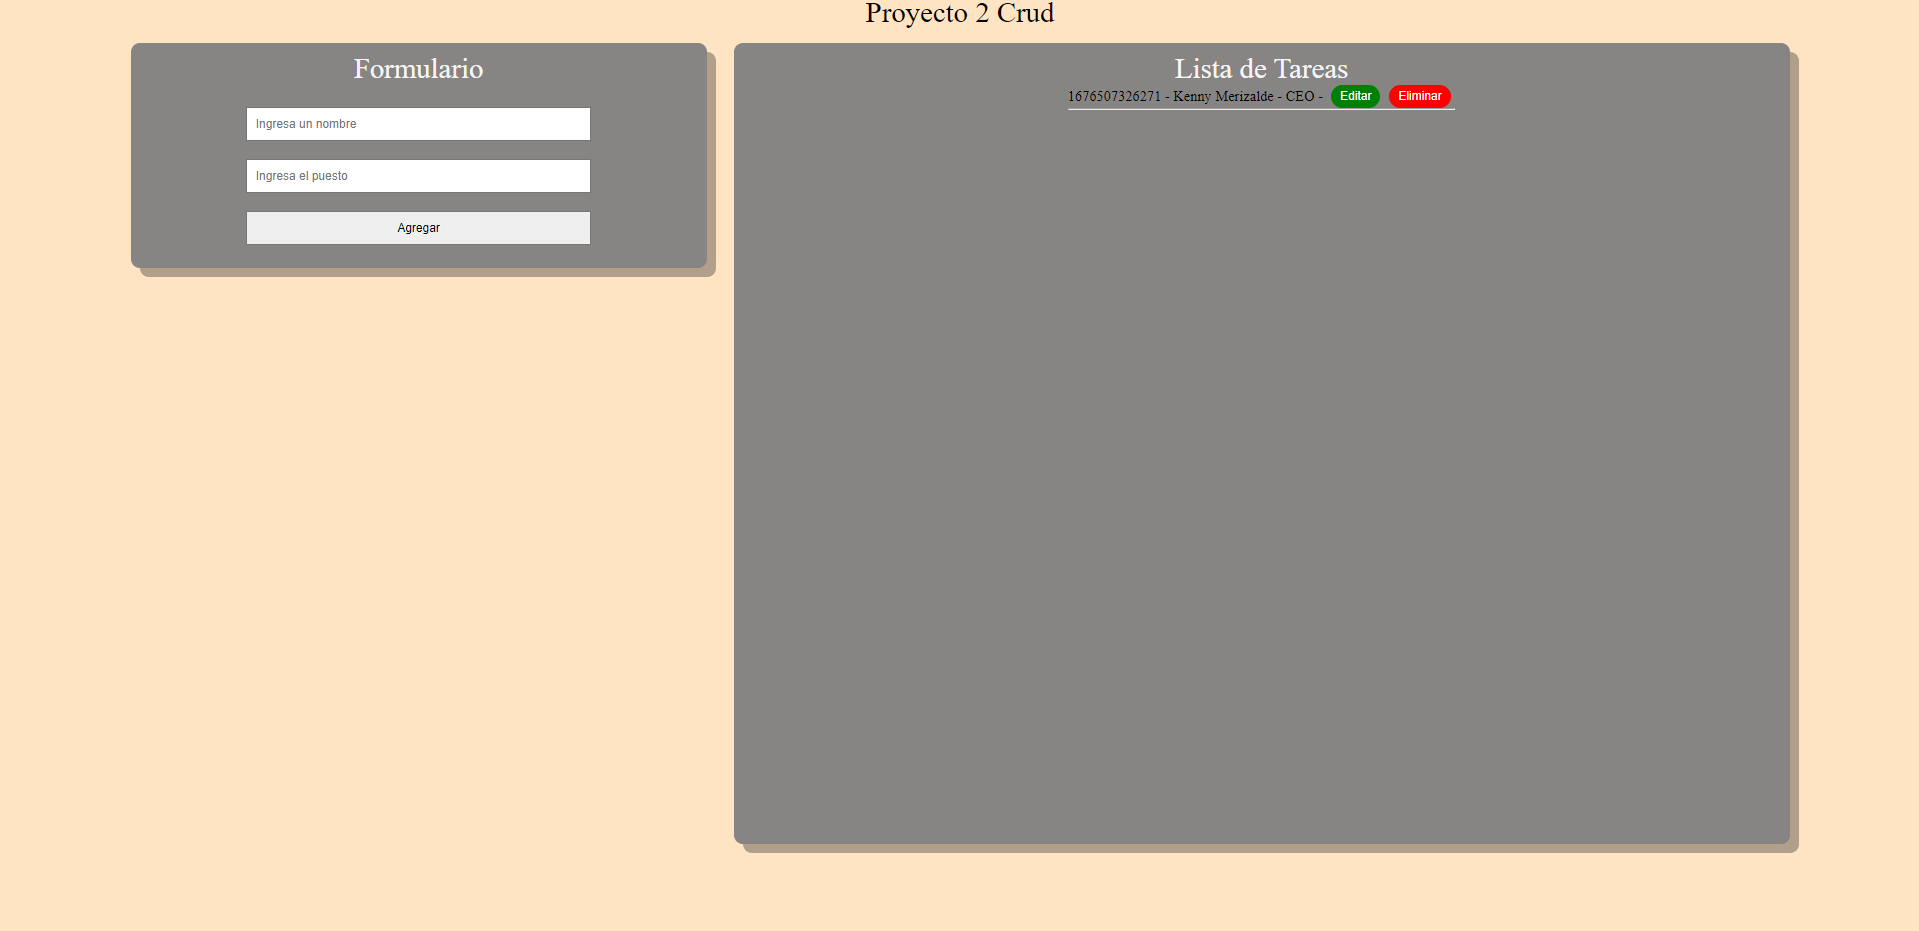 Proyecto 2 Crud
Formulario
Ingresa un nombre
Ingresa el puesto
Agregar
Lista de Tareas
1676507326271 - Kenny Merizalde - CEO - Editar Eliminar